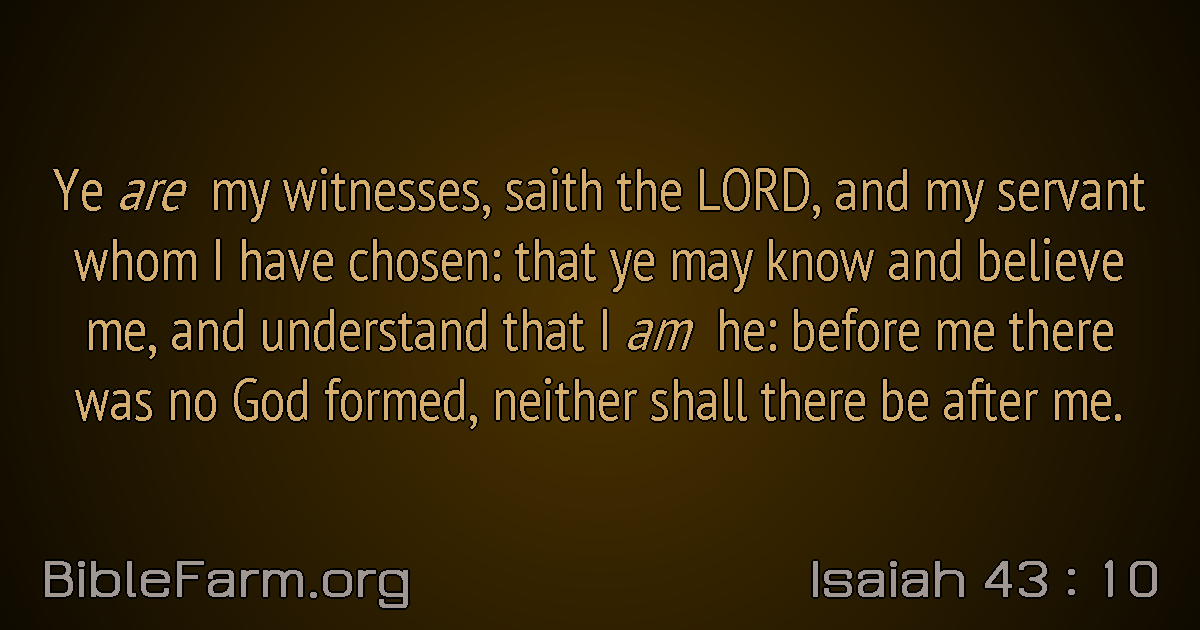 Ye are my witnesses, saith the LORD, and my servant
whom I have chosen: that ye may know and believe
me, and understand that I am he: before me there
was no God formed, neither shall there be after me.
BibleFarm.org
Isaiah 43 : 10